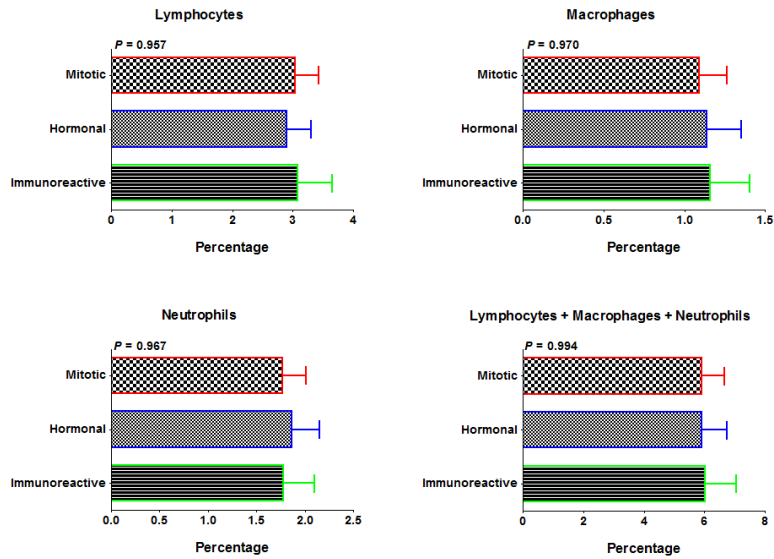 Lymphocytes
P = 0.957
Mitotic
Hormonal
Immunoreactive
0 1 2 3 4
Percentage
Macrophages
P = 0.970
Mitotic
Hormonal
Immunoreactive
0.0 0.5 1.0 1.5
Percentage
Neutrophils
P = 0.967
Mitotic
Hormonal
Immunoreactive
0.0 0.5 1.0 1.5 2.0 2.5
Percentage
Lymphocytes + Macrophages + Neutrophils
P = 0.994
Mitotic
Hormonal
Immunoreactive
0 2 4 6 8
Percentage